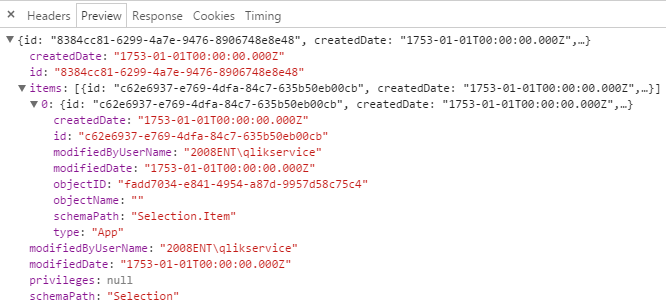 × Headers Preview Response Cookies Timing
▼{id: "8384cc81-6299-4a7e-9476-8906748e8e48", createdDate: "1753-01-01T00:00:00.000Z",…}
createdDate: "1753-01-01T00:00:00.000Z"
id: "8384cc81-6299-4a7e-9476-8906748e8e48"
▼items: [{id: "c62e6937-e769-4dfa-84c7-635b50eb00cb", createdDate: "1753-01-01T00:00:00.000Z",…}]
▼0: {id: "c62e6937-e769-4dfa-84c7-635b50eb00cb", createdDate: "1753-01-01T00:00:00.000Z",…}
createdDate: "1753-01-01T00:00:00.000Z"
id: "c62e6937-e769-4dfa-84c7-635b50eb00cb"
modifiedByUserName: "2008ENT\qlikservice"
modifiedDate: "1753-01-01T00:00:00.000Z"
objectID: "fadd7034-e841-4954-a87d-9957d58c75c4"
objectName: ""
schemaPath: "Selection.Item"
type: "App"
modifiedByUserName: "2008ENT\qlikservice"
modifiedDate: "1753-01-01T00:00:00.000Z"
privileges: null
schemaPath: "Selection"